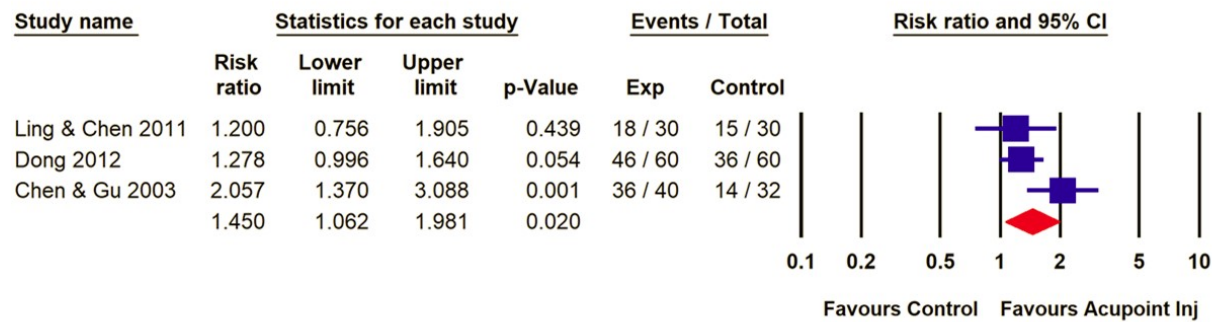 Study name Statistics for each study Events / Total Risk ratio and 95% CI
Risk ratio Lower limit Upper limit p-Value Exp Control
Ling & Chen 2011 1.200 0.756 1.905 0.439 18 / 30 15 / 30
Dong 2012 1.278 0.996 1.640 0.054 46 / 60 36 / 60
Chen & Gu 2003 2.057 1.370 3.088 0.001 36 / 40 14 / 32
1.450 1.062 1.981 0.020
0.1 0.2 0.5 1 2 5 10
Favours Control Favours Acupoint Inj